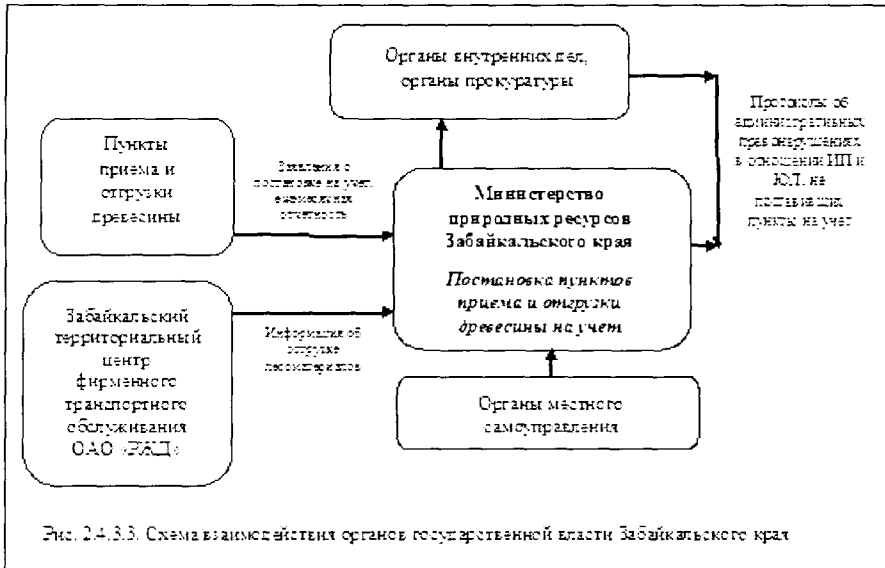 Органы внутренних дел,
органы прокуратуры
Пункты
приема и
отгрузки
древесины
Заявления о
постановке на учет,
ежемесячная
отчетность
Министерство
природных ресурсов
Забайкальского края
Постановка пунктов
приема и отгрузки
древесины на учет
Протоколы об
административных
правонарушениях
в отношении ИП и
ЮЛ, не
поставивших
пункты на учет
Забайкальский
территориальный
центр
фирменного
транспортного
обслуживания
ОАО «РЖД»
Информация об
отгрузке
лесоматериалов
Органы местного
самоуправления
Рис. 2.4.3.3. Схема взаимодействия органов государственной власти Забайкальского края